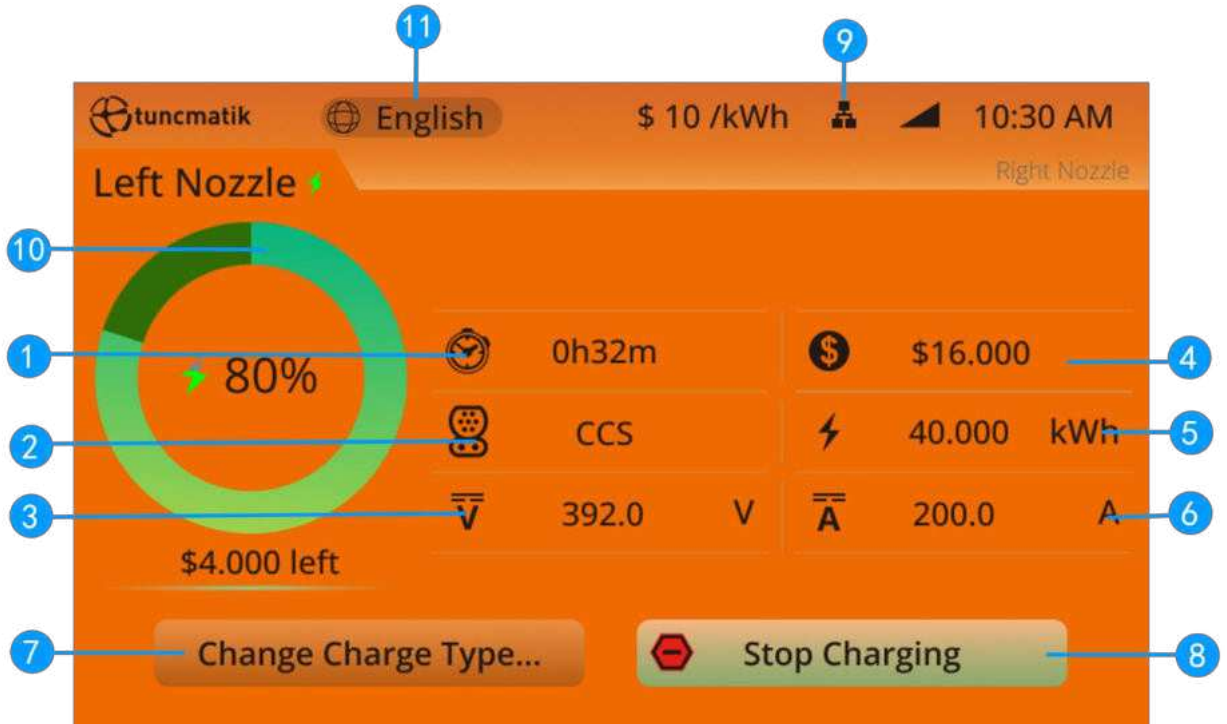 11
9
tuncmatik
English
$ 10 /kWh
10:30 AM
Left Nozzle
Right Nozzle
10
1
80%
0h32m
$16.000
4
2
CCS
40.000 kWh
5
3
V
392.0 V
A
200.0 A
6
$4.000 left
7
Change Charge Type...
Stop Charging
8